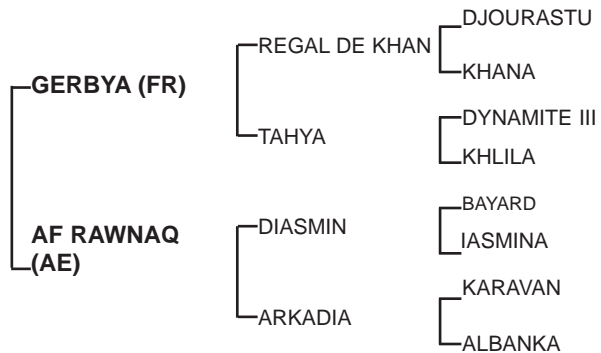 DJOURASTU
REGAL DE KHAN
KHANA
GERBYA (FR)
DYNAMITE III
TAHYA
KHLILA
BAYARD
DIASMIN
IASMINA
AF RAWNAQ
(AE)
KARAVAN
ARKADIA
ALBANKA